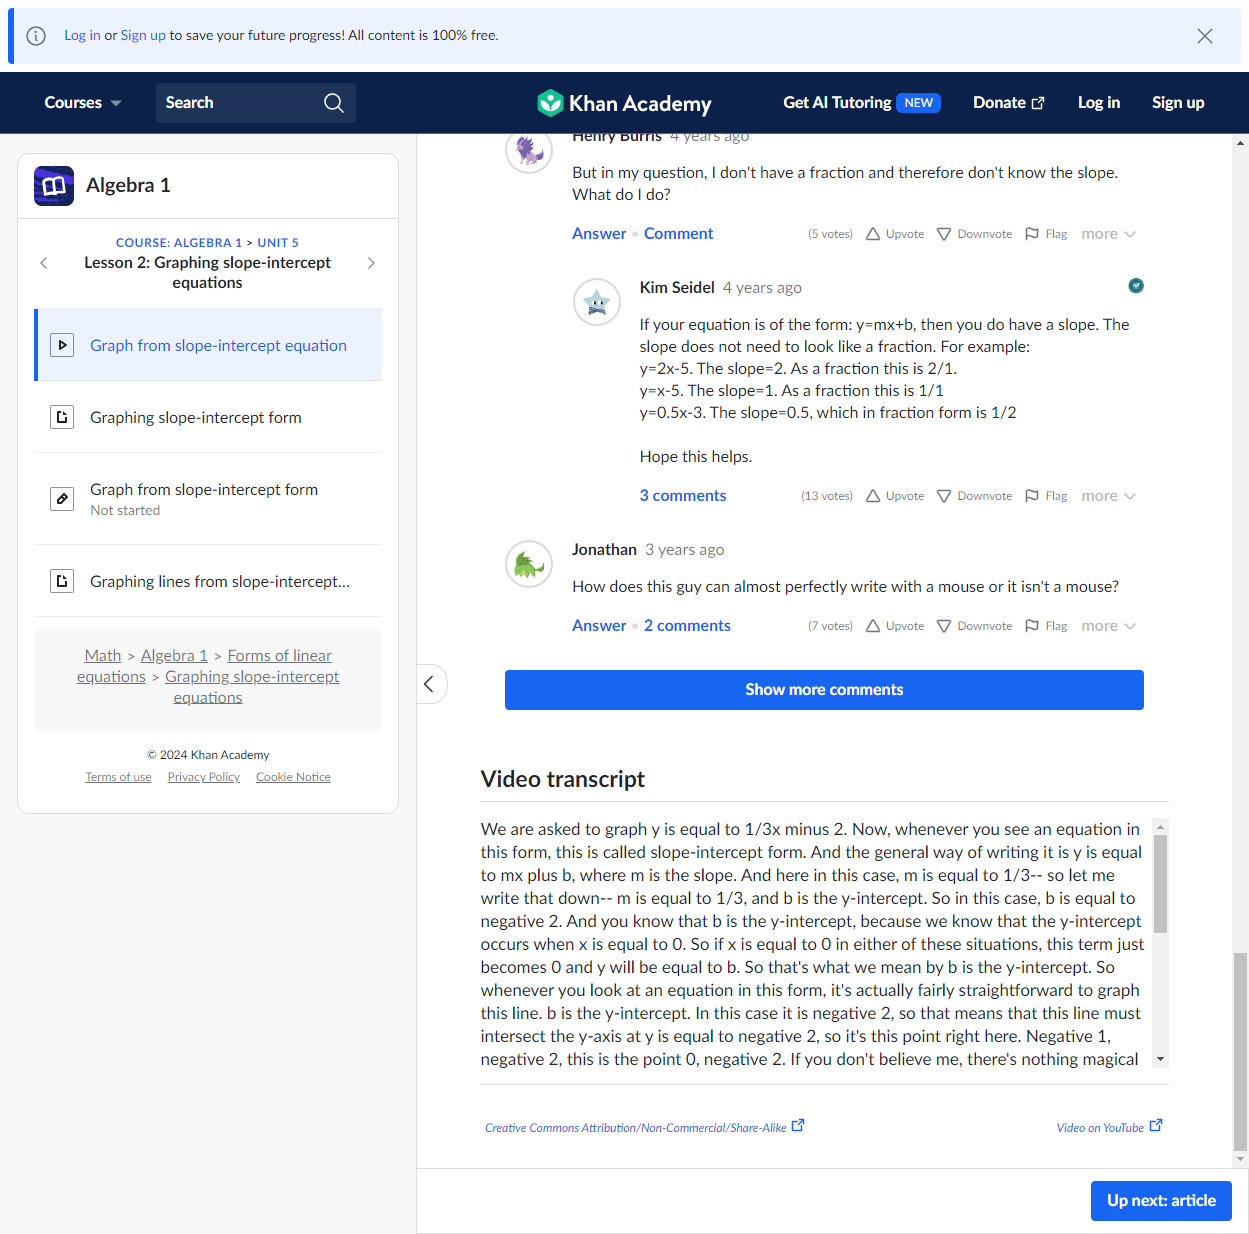 Log in or Sign up to save your future progress! All content is 100% free.
Courses
Search
Khan Academy
Get AI Tutoring NEW
Donate
Log in
Sign up
Algebra 1
COURSE: ALGEBRA 1 > UNIT 5
Lesson 2: Graphing slope-intercept
equations
Graph from slope-intercept equation
Graphing slope-intercept form
Graph from slope-intercept form
Not started
Graphing lines from slope-intercept...
Math > Algebra 1 > Forms of linear
equations > Graphing slope-intercept
equations
© 2024 Khan Academy
Terms of use Privacy Policy Cookie Notice
Henry Burris 4 years ago
But in my question, I don't have a fraction and therefore don't know the slope.
What do I do?
Answer • Comment (5 votes) Upvote Downvote Flag more
Kim Seidel 4 years ago
If your equation is of the form: y=mx+b, then you do have a slope. The
slope does not need to look like a fraction. For example:
y=2x-5. The slope=2. As a fraction this is 2/1.
y=x-5. The slope=1. As a fraction this is 1/1
y=0.5x-3. The slope=0.5, which in fraction form is 1/2
Hope this helps.
3 comments (13 votes) Upvote Downvote Flag more
Jonathan 3 years ago
How does this guy can almost perfectly write with a mouse or it isn't a mouse?
Answer • 2 comments (7 votes) Upvote Downvote Flag more
Show more comments
Video transcript
We are asked to graph y is equal to 1/3x minus 2. Now, whenever you see an equation in
this form, this is called slope-intercept form. And the general way of writing it is y is equal
to mx plus b, where m is the slope. And here in this case, m is equal to 1/3-- so let me
write that down-- m is equal to 1/3, and b is the y-intercept. So in this case, b is equal to
negative 2. And you know that b is the y-intercept, because we know that the y-intercept
occurs when x is equal to 0. So if x is equal to 0 in either of these situations, this term just
becomes 0 and y will be equal to b. So that's what we mean by b is the y-intercept. So
whenever you look at an equation in this form, it's actually fairly straightforward to graph
this line. b is the y-intercept. In this case it is negative 2, so that means that this line must
intersect the y-axis at y is equal to negative 2, so it's this point right here. Negative 1,
negative 2, this is the point 0, negative 2. If you don't believe me, there's nothing magical
Creative Commons Attribution/Non-Commercial/Share-Alike
Video on YouTube
Up next: article